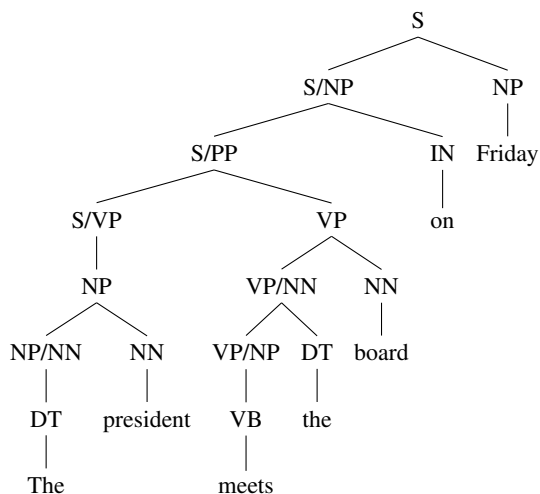 S
S/NP NP
S/PP IN Friday
S/VP VP on
NP VP/NN NN
NP/NN NN VP/NP DT board
DT president VB the
The meets